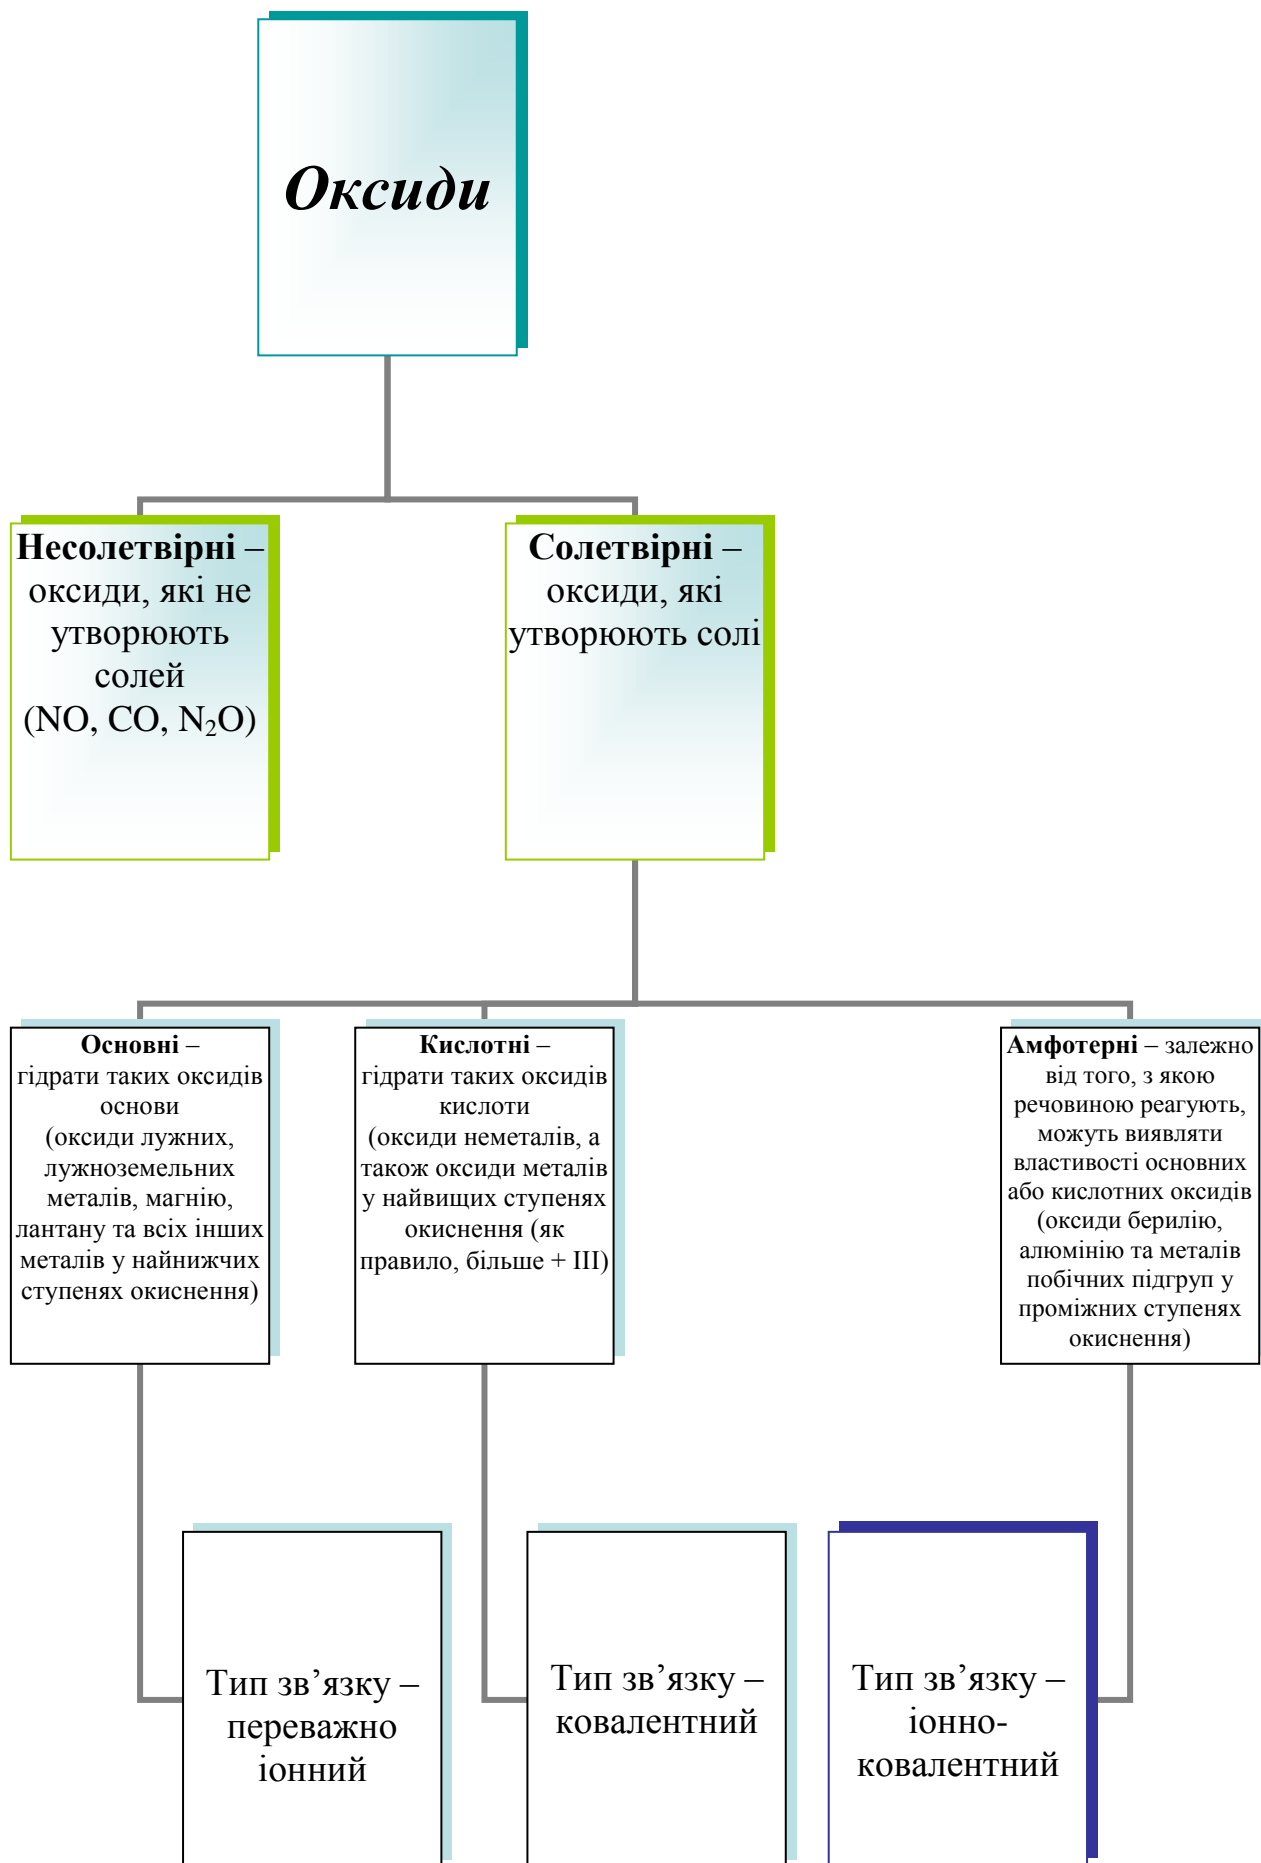 Оксиди
Несолетвірні –
оксиди, які не
утворюють
солей
(NO, CO, N₂O)
Солетвірні –
оксиди, які
утворюють солі
Основні –
гідрати таких оксидів
основи
(оксиди лужних,
лужноземельних
металів, магнію,
лантану та всіх інших
металів у найнижчих
ступенях окиснення)
Кислотні –
гідрати таких оксидів
кислоти
(оксиди неметалів, а
також оксиди металів
у найвищих ступенях
окиснення (як
правило, більше + III)
Амфотерні – залежно
від того, з якою
речовиною реагують,
можуть виявляти
властивості основних
або кислотних оксидів
(оксиди берилію,
алюмінію та металів
побічних підгруп у
проміжних ступенях
окиснення)
Тип зв’язку –
переважно
іонний
Тип зв’язку –
ковалентний
Тип зв’язку –
іонно-
ковалентний